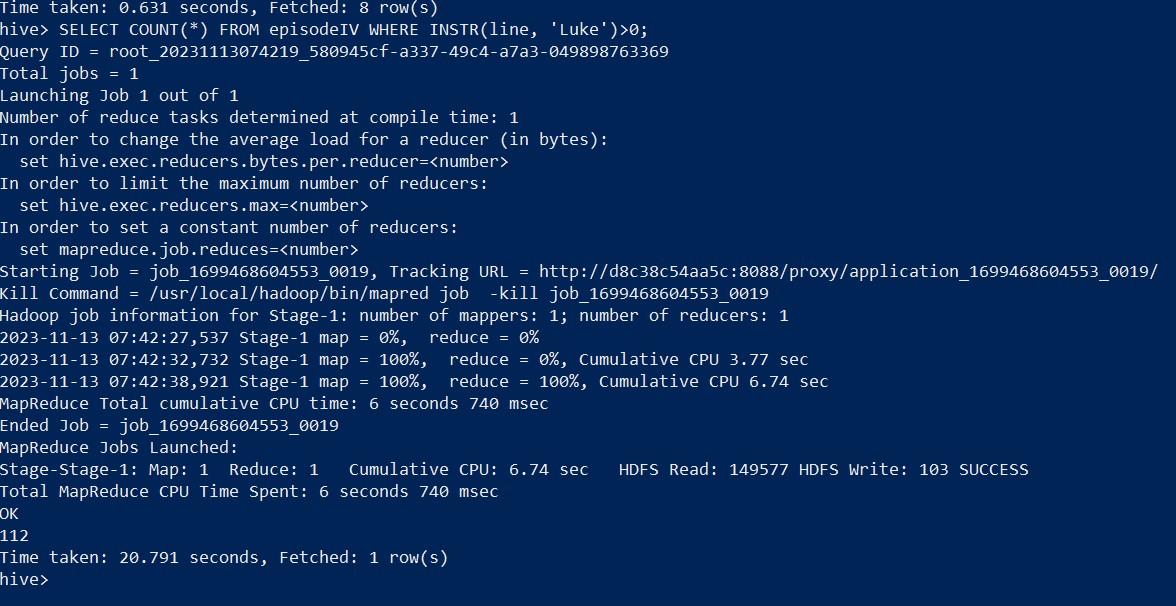 Time taken: 0.631 seconds, Fetched: 8 row(s)
hive> SELECT COUNT(*) FROM episodeIV WHERE INSTR(line, 'Luke')>0;
Query ID = root_20231113074219_580945cf-a337-49c4-a7a3-049898763369
Total jobs = 1
Launching Job 1 out of 1
Number of reduce tasks determined at compile time: 1
In order to change the average load for a reducer (in bytes):
  set hive.exec.reducers.bytes.per.reducer=<number>
In order to limit the maximum number of reducers:
  set hive.exec.reducers.max=<number>
In order to set a constant number of reducers:
  set mapreduce.job.reduces=<number>
Starting Job = job_1699468604553_0019, Tracking URL = http://d8c38c54aa5c:8088/proxy/application_1699468604553_0019/
Kill Command = /usr/local/hadoop/bin/mapred job  -kill job_1699468604553_0019
Hadoop job information for Stage-1: number of mappers: 1; number of reducers: 1
2023-11-13 07:42:27,537 Stage-1 map = 0%,  reduce = 0%
2023-11-13 07:42:32,732 Stage-1 map = 100%,  reduce = 0%, Cumulative CPU 3.77 sec
2023-11-13 07:42:38,921 Stage-1 map = 100%,  reduce = 100%, Cumulative CPU 6.74 sec
MapReduce Total cumulative CPU time: 6 seconds 740 msec
Ended Job = job_1699468604553_0019
MapReduce Jobs Launched:
Stage-Stage-1: Map: 1  Reduce: 1   Cumulative CPU: 6.74 sec   HDFS Read: 149577 HDFS Write: 103 SUCCESS
Total MapReduce CPU Time Spent: 6 seconds 740 msec
OK
112
Time taken: 20.791 seconds, Fetched: 1 row(s)
hive>